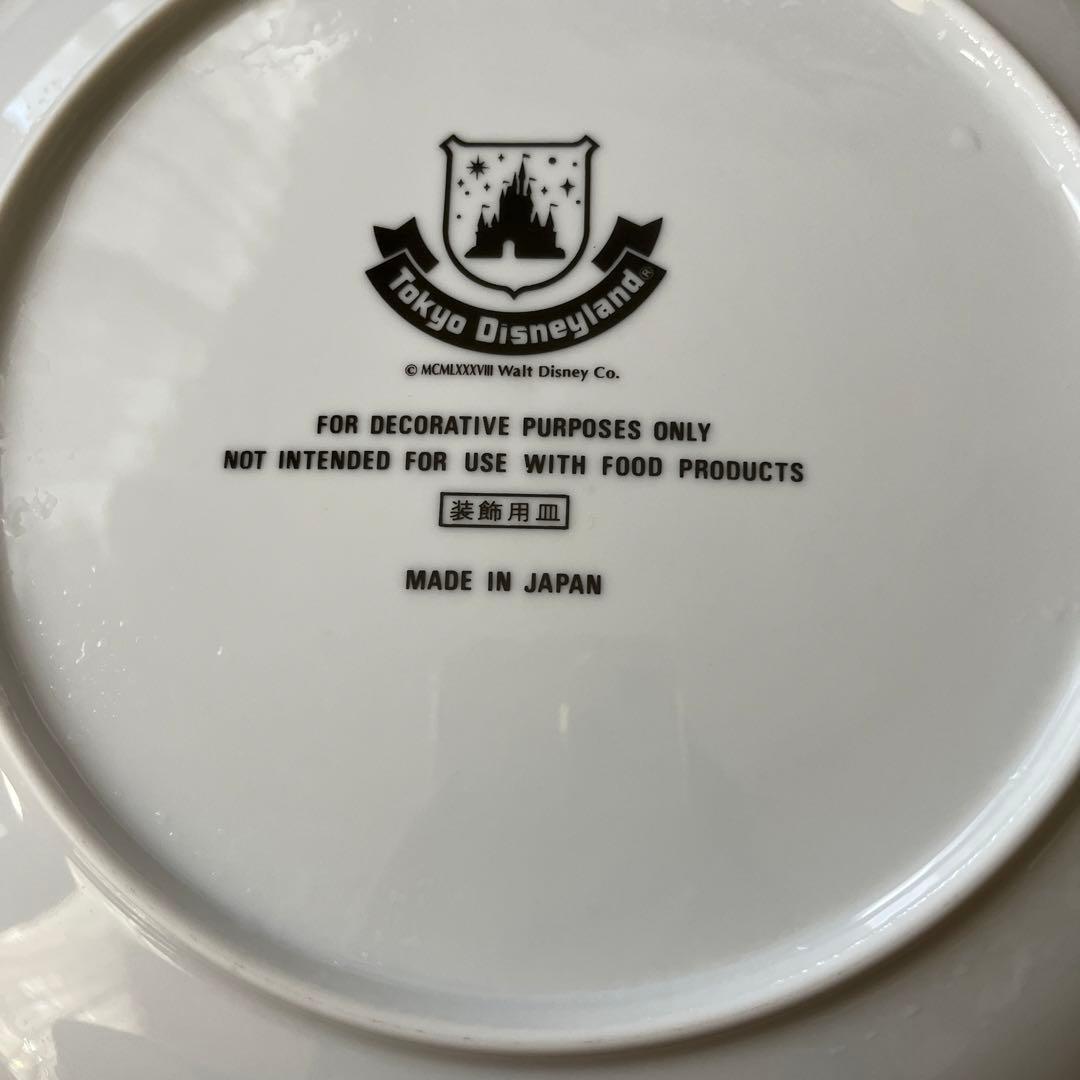 Tokyo Disneyland®
© MCMLXXXVIII Walt Disney Co.
FOR DECORATIVE PURPOSES ONLY
NOT INTENDED FOR USE WITH FOOD PRODUCTS
装飾用皿
MADE IN JAPAN